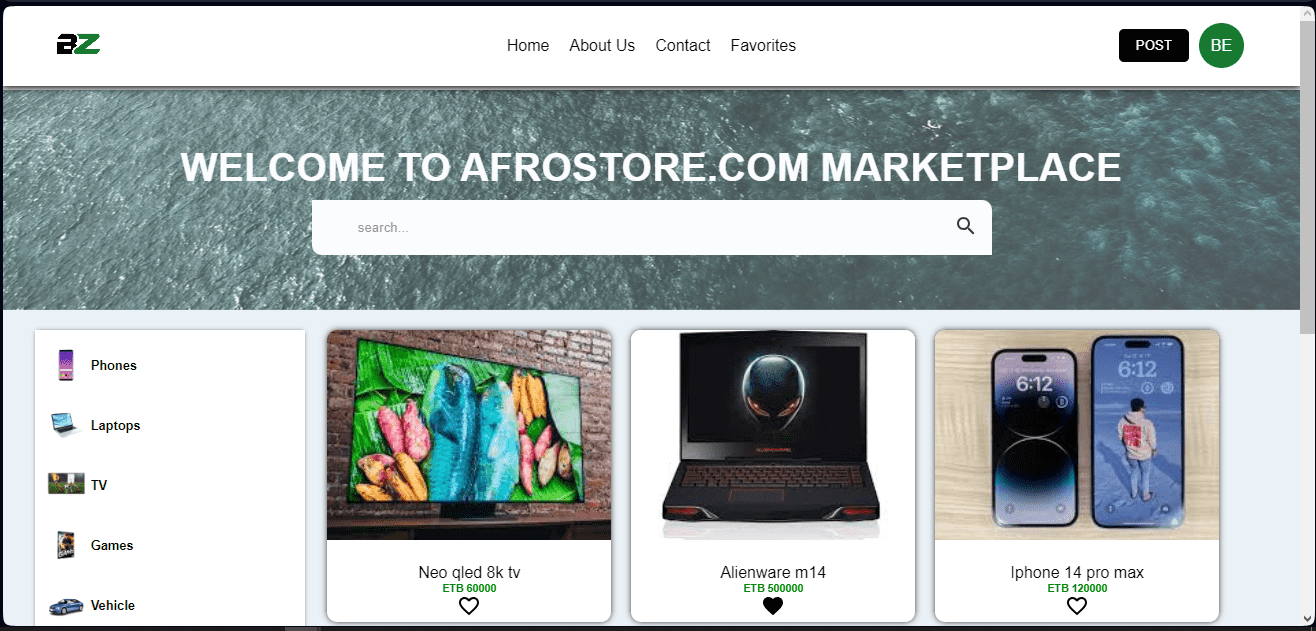 BZ
Home About Us Contact Favorites
POST
BE
WELCOME TO AFROSTORE.COM MARKETPLACE
search...
Phones
Laptops
TV
Games
Vehicle
ALIENWARE
6:12
6:12
Neo qled 8k tv
ETB 60000
Alienware m14
ETB 500000
Iphone 14 pro max
ETB 120000